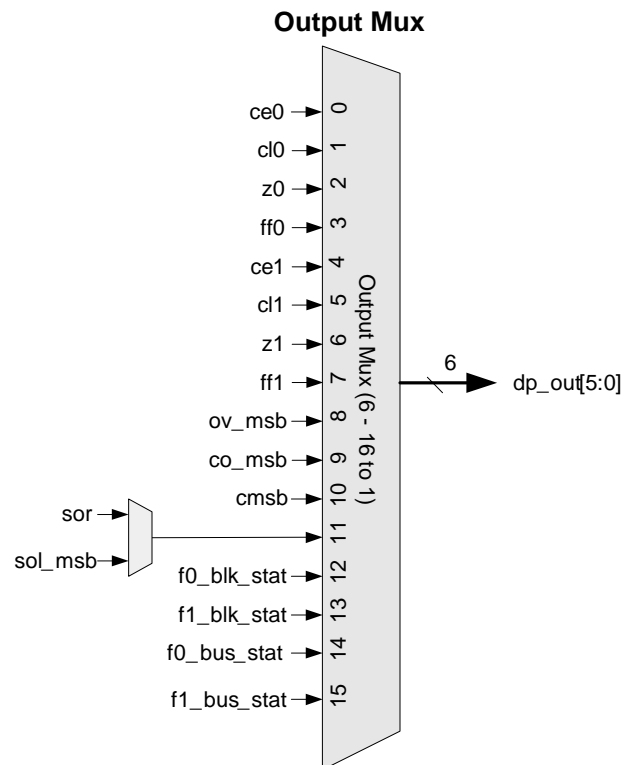 Output Mux
ce0 0
cl0 1
z0 2
ff0 3
ce1 4
cl1 5
z1 6
ff1 7
ov_msb 8
co_msb 9
cmsb 10
sor
11
sol_msb
f0_blk_stat 12
f1_blk_stat 13
f0_bus_stat 14
f1_bus_stat 15
Output Mux (6 - 16 to 1)
6
dp_out[5:0]